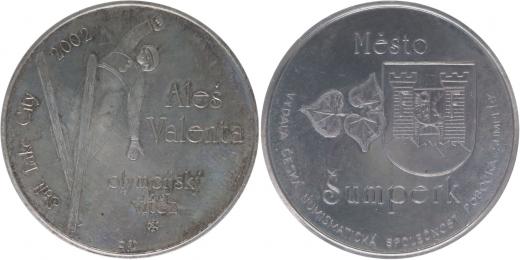 Salt Lake City 2002
Aleš
Valenta
olympijský
vítěz
Město
Šumperk
VYDALA ČESKÁ NUMISMATICKÁ SPOLEČNOST POBOČKA ŠUMPERK